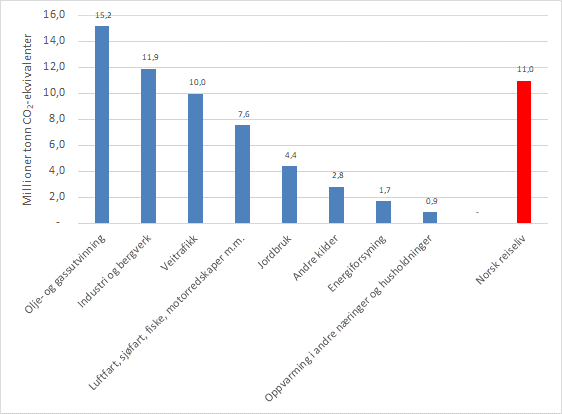 Millioner tonn CO₂-ekvivalenter
16,0
14,0
12,0
10,0
8,0
6,0
4,0
2,0
-
15,2
11,9
10,0
7,6
4,4
2,8
1,7
0,9
-
11,0
Olje- og gassutvinning
Industri og bergverk
Veitrafikk
Luftfart, sjøfart, fiske, motorredskaper m.m.
Jordbruk
Andre kilder
Energiforsyning
Oppvarming i andre næringer og husholdninger
Norsk reiseliv